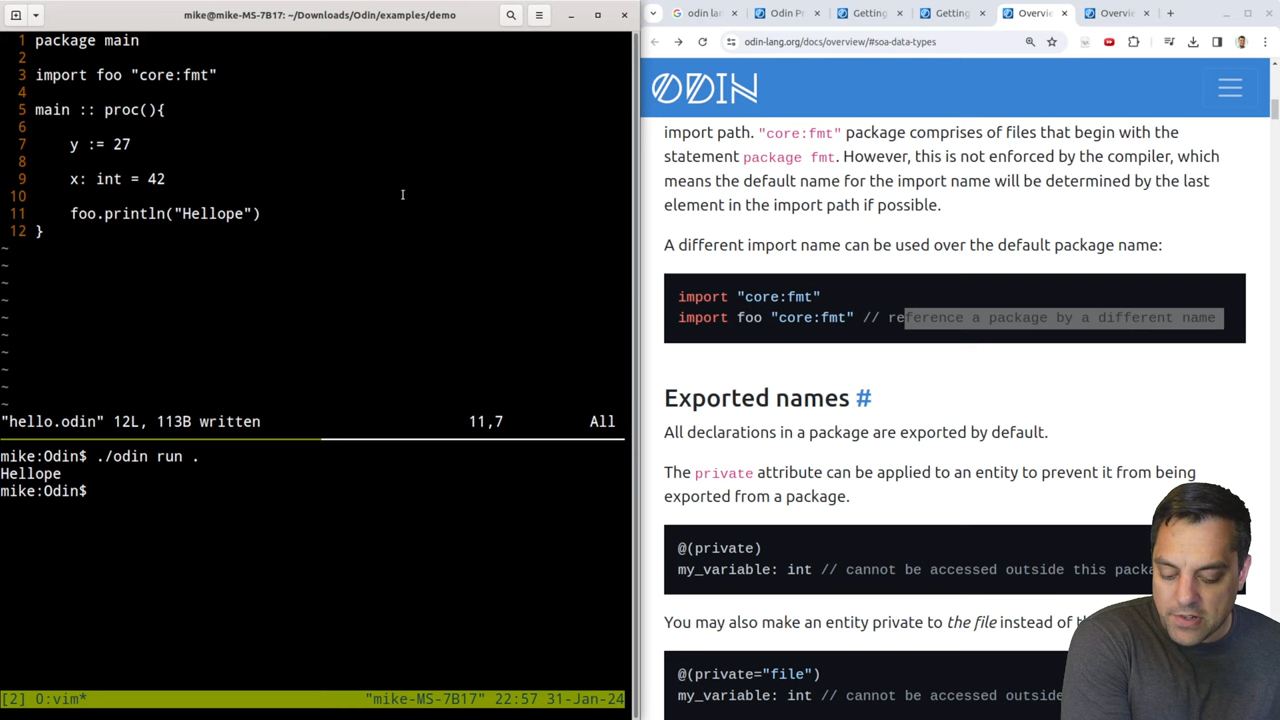 mike@mike-MS-7B17: ~/Downloads/Odin/examples/demo
1 package main
2
3 import foo "core:fmt"
4
5 main :: proc(){
6
7 y := 27
8
9 x: int = 42
10
11 foo.println("Hellope")
12 }
~
~
~
~
~
~
~
~
~
~
"hello.odin" 12L, 113B written 11,7 All
mike:Odin$ ./odin run .
Hellope
mike:Odin$
[2] 0:vim* "mike-MS-7B17" 22:57 31-Jan-24
odin lan
Odin Pr
Getting
Getting
Overvie
Overvie
odin-lang.org/docs/overview/#soa-data-types
ODIN
import path. "core:fmt" package comprises of files that begin with the
statement package fmt. However, this is not enforced by the compiler, which
means the default name for the import name will be determined by the last
element in the import path if possible.
A different import name can be used over the default package name:
import "core:fmt"
import foo "core:fmt" // reference a package by a different name
Exported names #
All declarations in a package are exported by default.
The private attribute can be applied to an entity to prevent it from being
exported from a package.
@(private)
my_variable: int // cannot be accessed outside this packa
You may also make an entity private to the file instead of
@(private="file")
my_variable: int // cannot be accessed outside